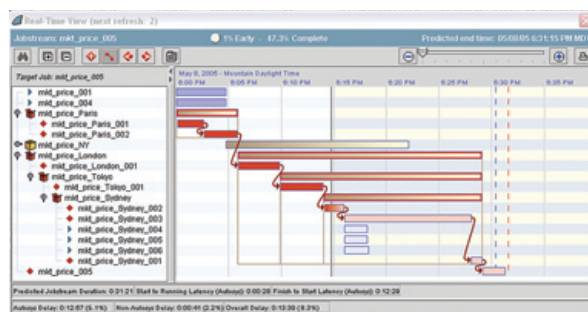 Real-Time View (next refresh: 2)
Jobstream: mkt_price_005 1% Early - 47.3% Complete Predicted end time: 05/08/05 6:31:15 PM MDT
Target Job: mkt_price_005 May 8, 2005 - Mountain Daylight Time
6:00 PM 6:05 PM 6:10 PM 6:15 PM 6:20 PM 6:25 PM 6:30 PM 6:35 PM
mkt_price_001
mkt_price_004
mkt_price_Paris
mkt_price_Paris_001
mkt_price_Paris_002
mkt_price_NY
mkt_price_London
mkt_price_London_001
mkt_price_Tokyo
mkt_price_Tokyo_001
mkt_price_Sydney
mkt_price_Sydney_002
mkt_price_Sydney_003
mkt_price_Sydney_004
mkt_price_Sydney_005
mkt_price_Sydney_006
mkt_price_Sydney_001
mkt_price_005
Predicted Jobstream Duration: 0:31:21 Start to Running Latency (Autosys): 0:00:28 Finish to Start Latency (Autosys): 0:12:28
Autosys Delay: 0:12:57 (6.1%) Non-Autosys Delay: 0:00:41 (2.2%) Overall Delay: 0:13:38 (8.3%)